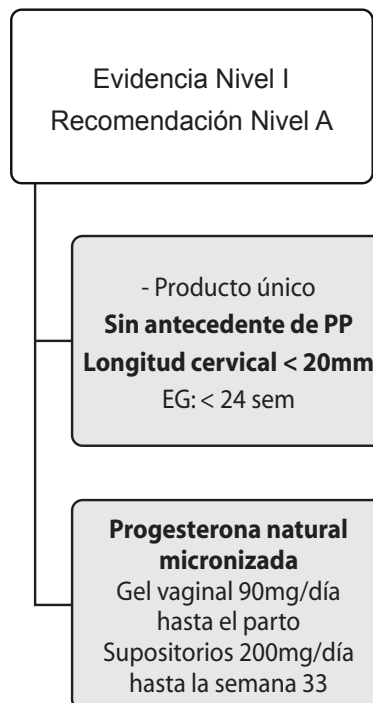 Evidencia Nivel I
Recomendación Nivel A
- Producto único
Sin antecedente de PP
Longitud cervical < 20mm
EG: < 24 sem
Progesterona natural
micronizada
Gel vaginal 90mg/día
hasta el parto
Supositorios 200mg/día
hasta la semana 33